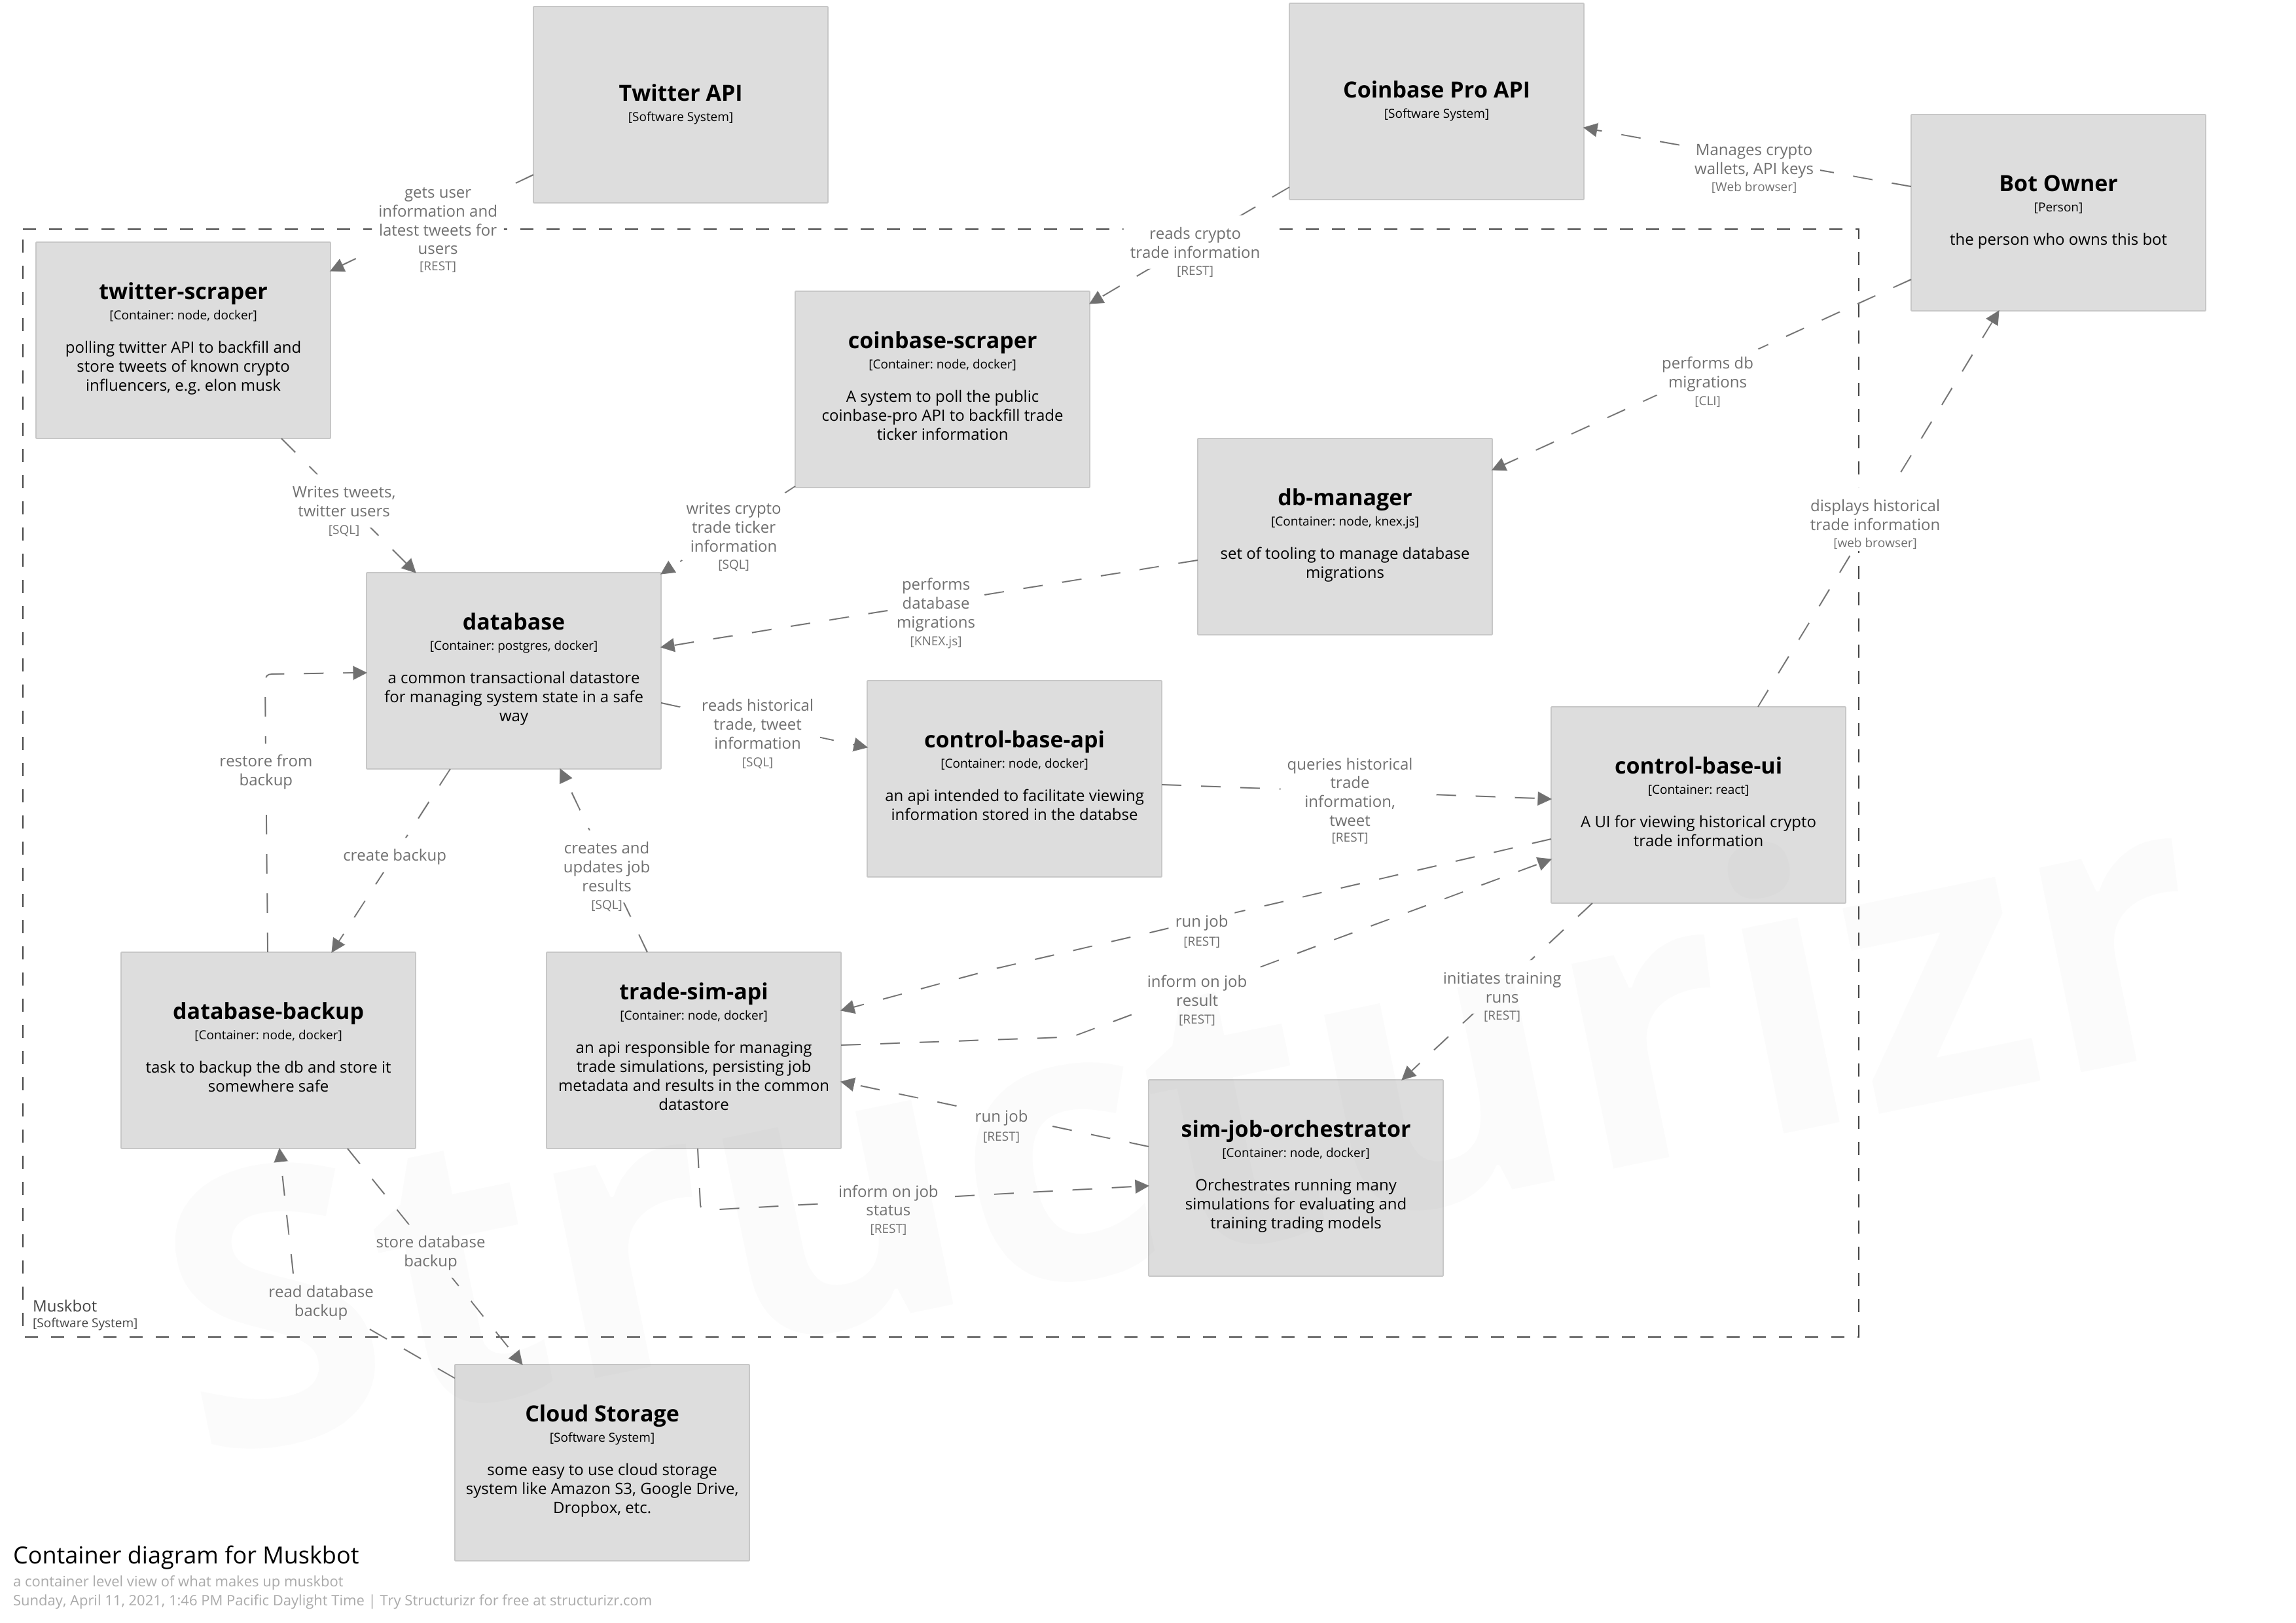 Twitter API
[Software System]
Coinbase Pro API
[Software System]
Manages crypto
wallets, API keys
[Web browser]
Bot Owner
[Person]
the person who owns this bot
gets user
information and
latest tweets for
users
[REST]
reads crypto
trade information
[REST]
twitter-scraper
[Container: node, docker]
polling twitter API to backfill and
store tweets of known crypto
influencers, e.g. elon musk
coinbase-scraper
[Container: node, docker]
A system to poll the public
coinbase-pro API to backfill trade
ticker information
performs db
migrations
[CLI]
Writes tweets,
twitter users
[SQL]
writes crypto
trade ticker
information
[SQL]
db-manager
[Container: node, knex.js]
set of tooling to manage database
migrations
displays historical
trade information
[web browser]
performs
database
migrations
[KNEX.js]
database
[Container: postgres, docker]
a common transactional datastore
for managing system state in a safe
way
reads historical
trade, tweet
information
[SQL]
control-base-api
[Container: node, docker]
an api intended to facilitate viewing
information stored in the databse
queries historical
trade
information,
tweet
[REST]
control-base-ui
[Container: react]
A UI for viewing historical crypto
trade information
restore from
backup
create backup
creates and
updates job
results
[SQL]
run job
[REST]
inform on job
result
[REST]
initiates training
runs
[REST]
database-backup
[Container: node, docker]
task to backup the db and store it
somewhere safe
trade-sim-api
[Container: node, docker]
an api responsible for managing
trade simulations, persisting job
metadata and results in the common
datastore
run job
[REST]
sim-job-orchestrator
[Container: node, docker]
Orchestrates running many
simulations for evaluating and
training trading models
inform on job
status
[REST]
store database
backup
read database
backup
Muskbot
[Software System]
Cloud Storage
[Software System]
some easy to use cloud storage
system like Amazon S3, Google Drive,
Dropbox, etc.
structurizr
Container diagram for Muskbot
a container level view of what makes up muskbot
Sunday, April 11, 2021, 1:46 PM Pacific Daylight Time | Try Structurizr for free at structurizr.com